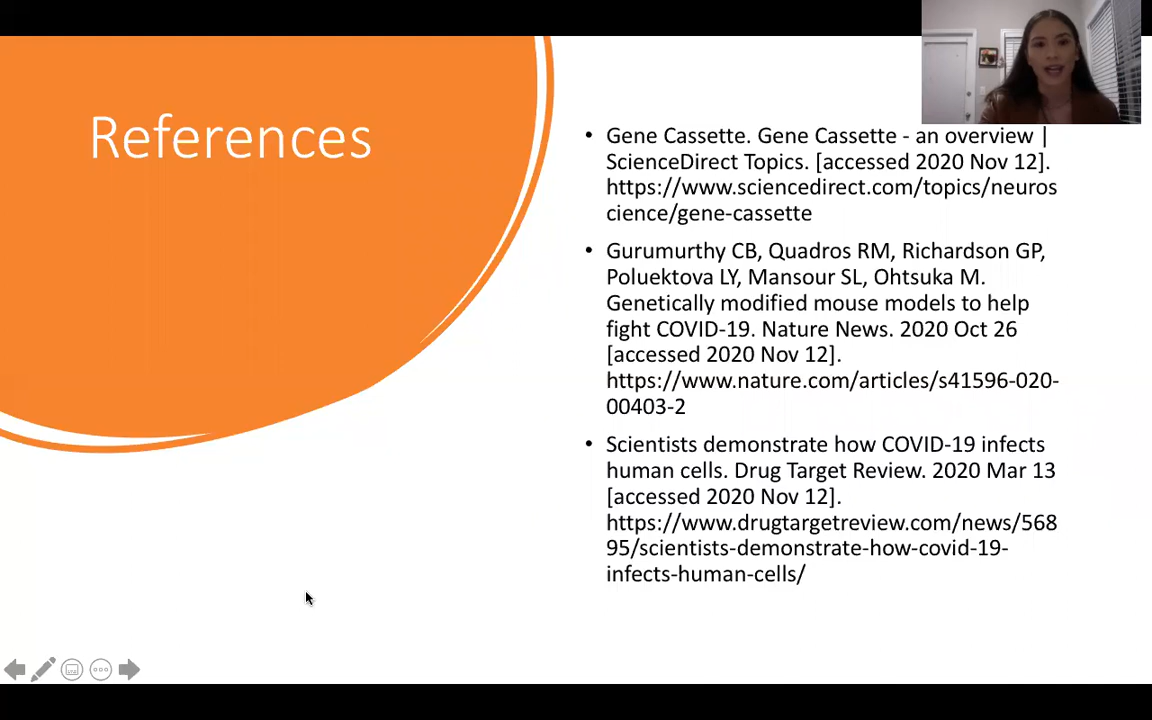 References
• Gene Cassette. Gene Cassette - an overview |
ScienceDirect Topics. [accessed 2020 Nov 12].
https://www.sciencedirect.com/topics/neuros
cience/gene-cassette
• Gurumurthy CB, Quadros RM, Richardson GP,
Poluektova LY, Mansour SL, Ohtsuka M.
Genetically modified mouse models to help
fight COVID-19. Nature News. 2020 Oct 26
[accessed 2020 Nov 12].
https://www.nature.com/articles/s41596-020-
00403-2
• Scientists demonstrate how COVID-19 infects
human cells. Drug Target Review. 2020 Mar 13
[accessed 2020 Nov 12].
https://www.drugtargetreview.com/news/568
95/scientists-demonstrate-how-covid-19-
infects-human-cells/